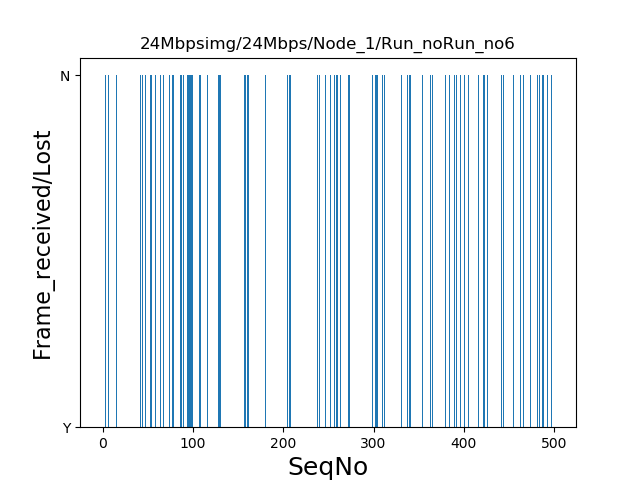 24Mbpsimg/24Mbps/Node_1/Run_noRun_no6
N
Frame_received/Lost
Y
0 100 200 300 400 500
SeqNo